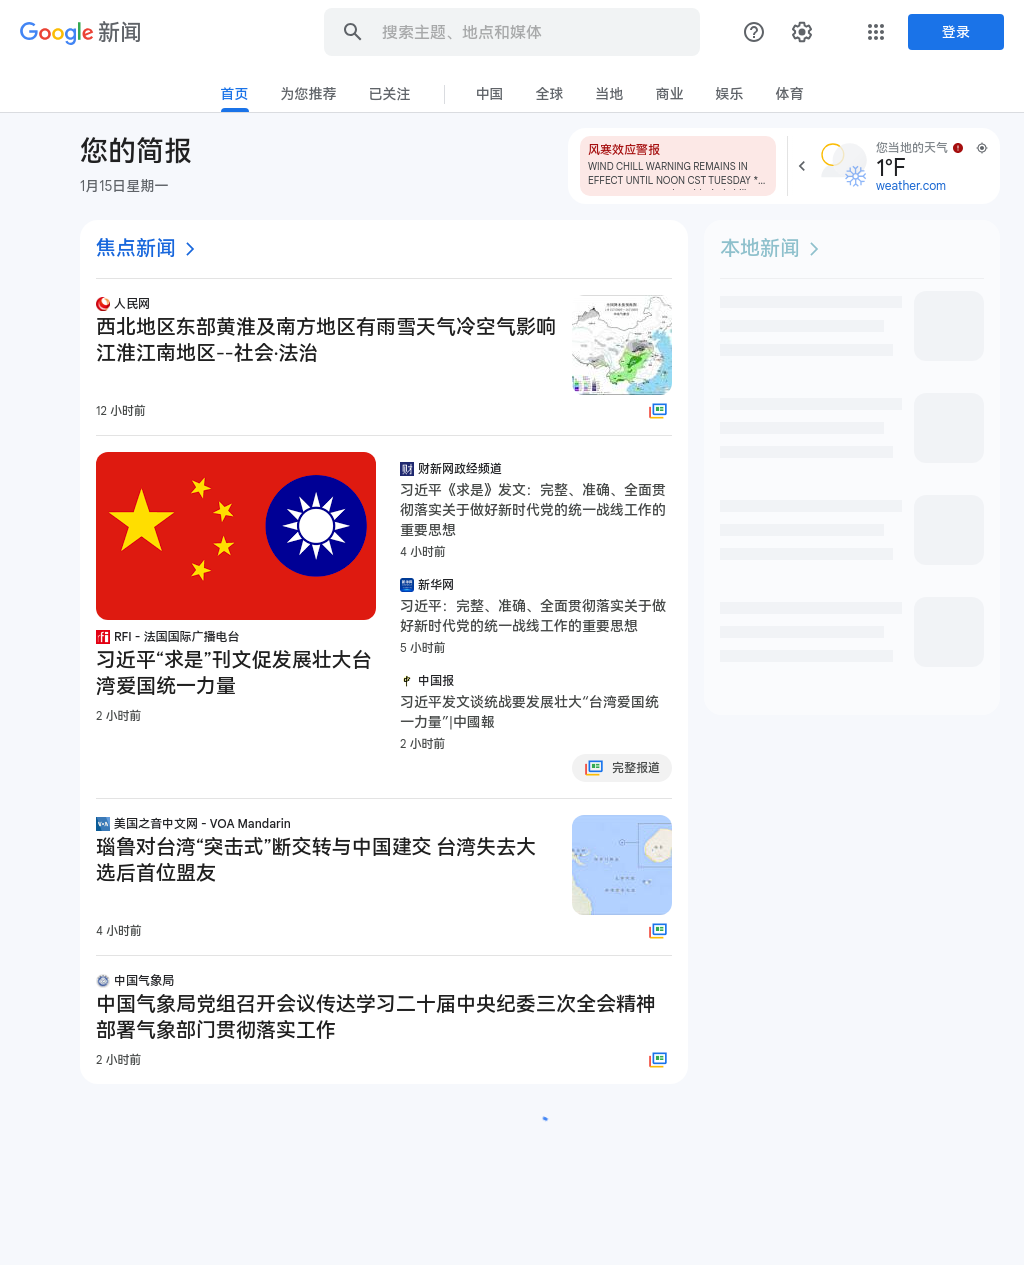 Google 新闻
搜索主题、地点和媒体
登录
首页
为您推荐
已关注
中国
全球
当地
商业
娱乐
体育
您的简报
1月15日星期一
风寒效应警报
WIND CHILL WARNING REMAINS IN
EFFECT UNTIL NOON CST TUESDAY *...
您当地的天气
1°F
weather.com
焦点新闻
本地新闻
人民网
西北地区东部黄淮及南方地区有雨雪天气冷空气影响
江淮江南地区--社会·法治
12 小时前
RFI - 法国国际广播电台
习近平“求是”刊文促发展壮大台
湾爱国统一力量
2 小时前
财新网政经频道
习近平《求是》发文：完整、准确、全面贯
彻落实关于做好新时代党的统一战线工作的
重要思想
4 小时前
新华网
习近平：完整、准确、全面贯彻落实关于做
好新时代党的统一战线工作的重要思想
5 小时前
中国报
习近平发文谈统战要发展壮大“台湾爱国统
一力量”|中國報
2 小时前
完整报道
美国之音中文网 - VOA Mandarin
瑙鲁对台湾“突击式”断交转与中国建交 台湾失去大
选后首位盟友
4 小时前
中国气象局
中国气象局党组召开会议传达学习二十届中央纪委三次全会精神
部署气象部门贯彻落实工作
2 小时前